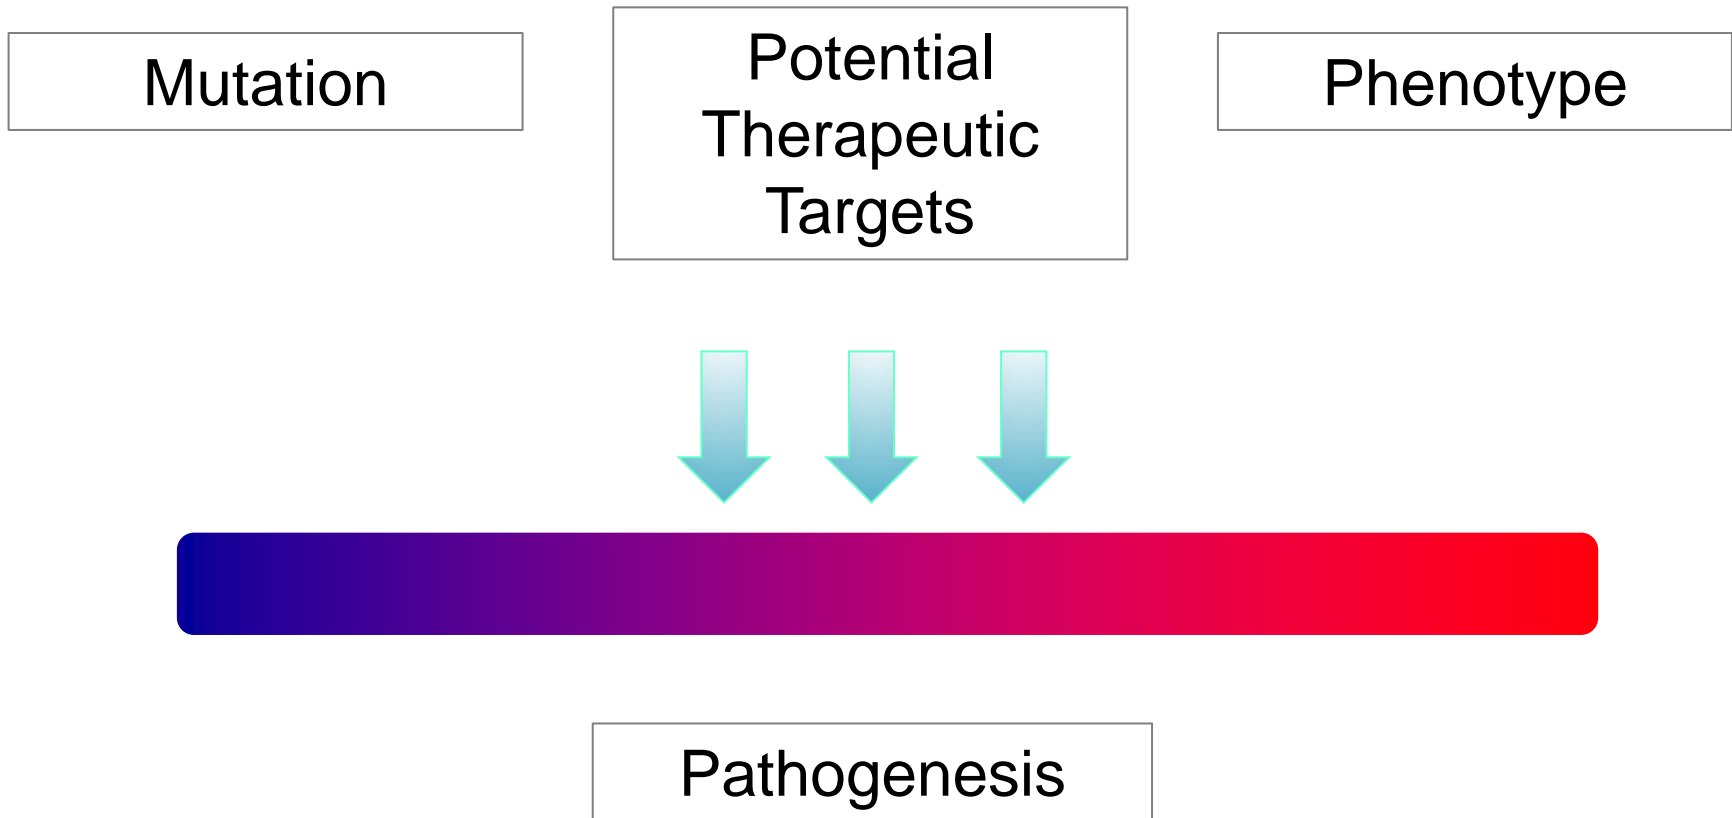 Mutation
Potential
Therapeutic
Targets
Phenotype
Pathogenesis